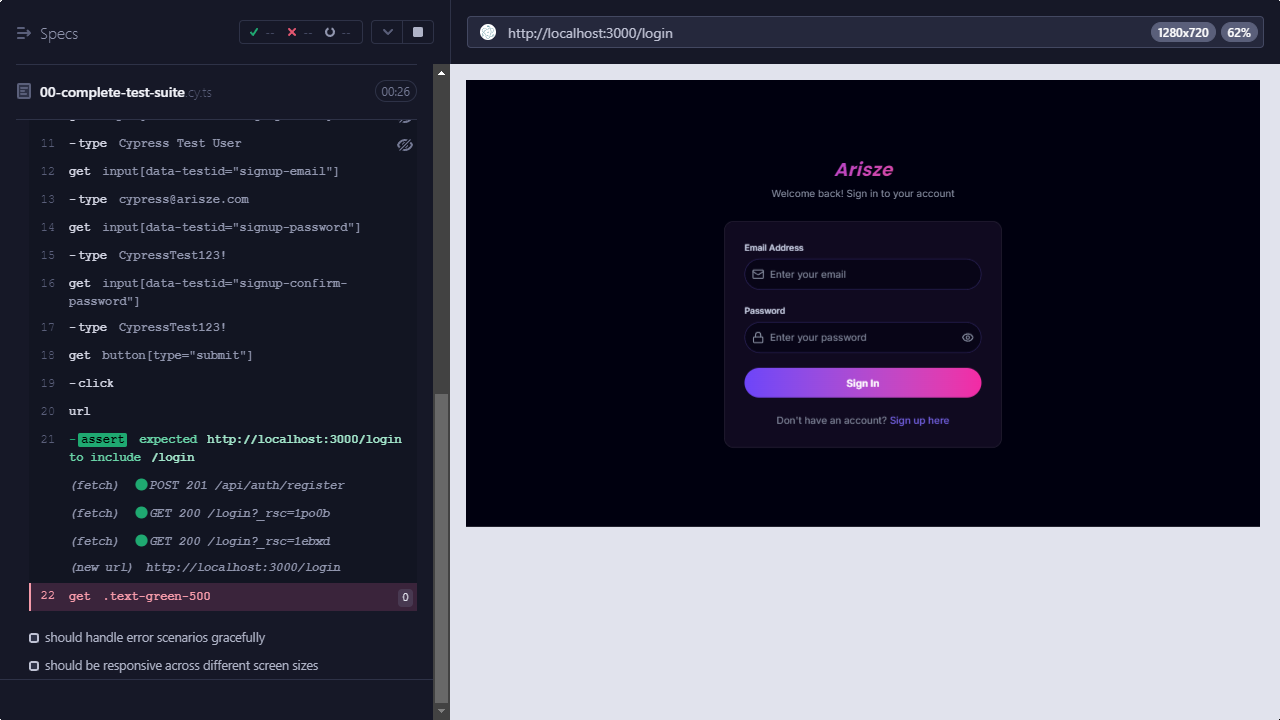 Specs
--
--
--
http://localhost:3000/login
1280x720
62%
00-complete-test-suite.cy.ts
00:26
11 -type Cypress Test User
12 get input[data-testid="signup-email"]
13 -type cypress@arisze.com
14 get input[data-testid="signup-password"]
15 -type CypressTest123!
16 get input[data-testid="signup-confirm-
password"]
17 -type CypressTest123!
18 get button[type="submit"]
19 -click
20 url
21 -assert expected http://localhost:3000/login
to include /login
(fetch) POST 201 /api/auth/register
(fetch) GET 200 /login?_rsc=1po0b
(fetch) GET 200 /login?_rsc=1ebxd
(new url) http://localhost:3000/login
22 get .text-green-500 0
should handle error scenarios gracefully
should be responsive across different screen sizes
Arisze
Welcome back! Sign in to your account
Email Address
Enter your email
Password
Enter your password
Sign In
Don't have an account? Sign up here